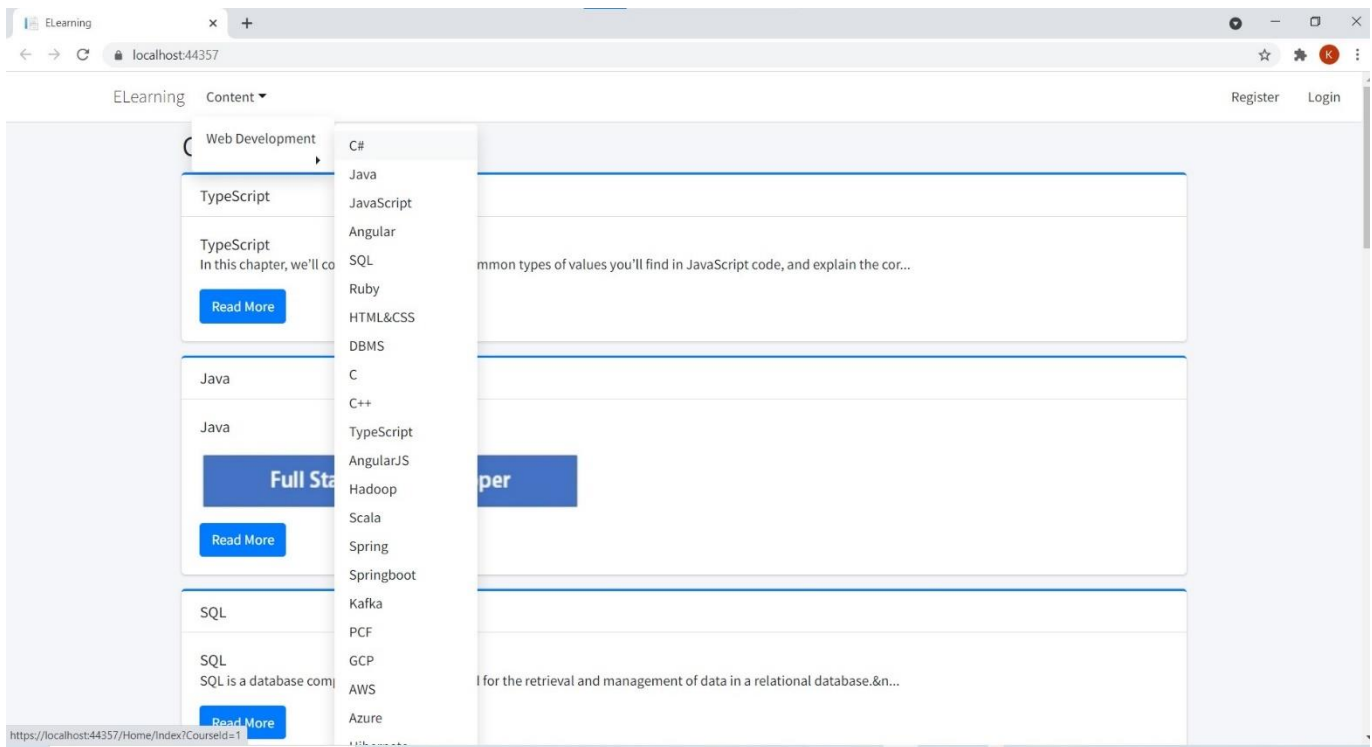 ELearning
localhost:44357
K
ELearning Content Register Login
Web Development
C#
Java
JavaScript
Angular
SQL
Ruby
HTML&CSS
DBMS
C
C++
TypeScript
AngularJS
Hadoop
Scala
Spring
Springboot
Kafka
PCF
GCP
AWS
Azure
TypeScript
TypeScript
In this chapter, we'll co mmon types of values you'll find in JavaScript code, and explain the cor...
Read More
Java
Java
Full Sta per
Read More
SQL
SQL
SQL is a database com for the retrieval and management of data in a relational database.&n...
Read More
https://localhost:44357/Home/Index?CourseId=1